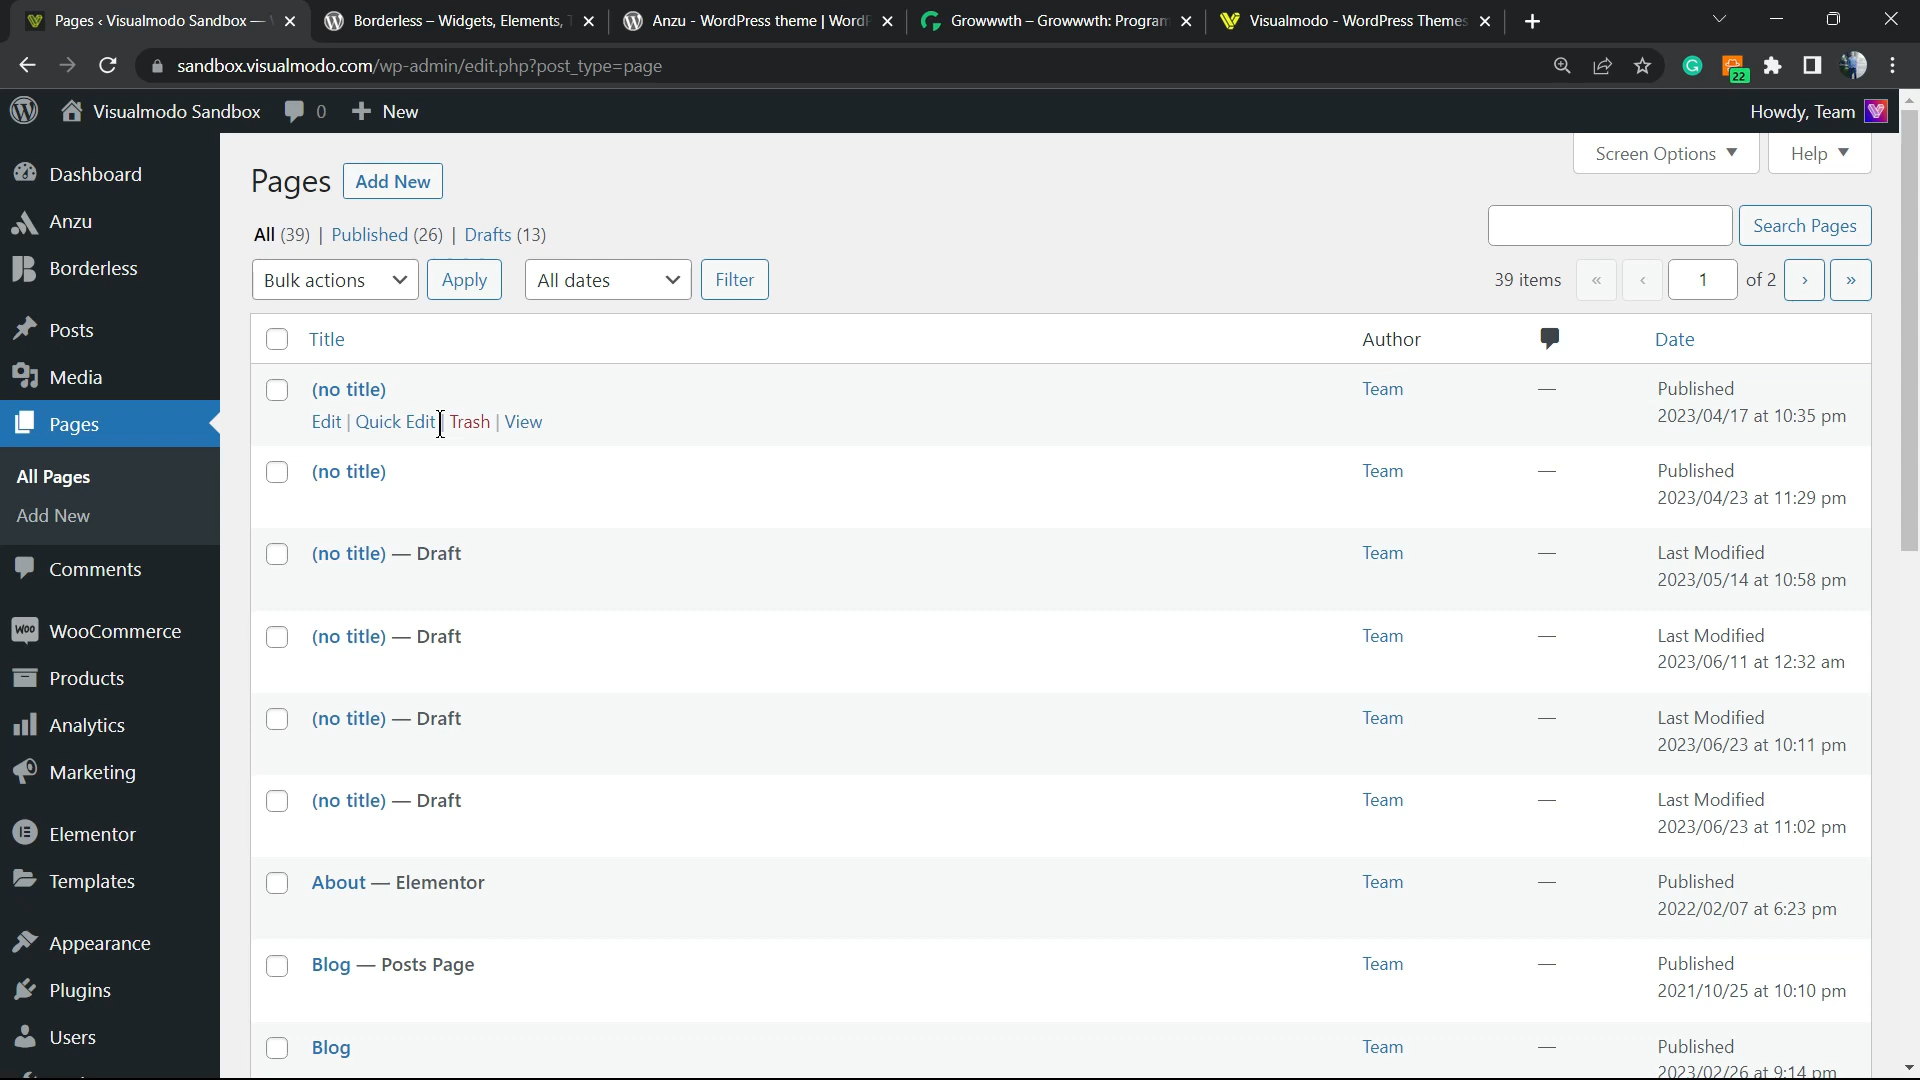 Pages ‹ Visualmodo Sandbox —
Borderless – Widgets, Elements,
Anzu - WordPress theme | Word
Growwwth – Growwwth: Progra
Visualmodo - WordPress Themes
sandbox.visualmodo.com/wp-admin/edit.php?post_type=page
22
Visualmodo Sandbox 0 + New
Howdy, Team
Dashboard
Anzu
Borderless
Posts
Media
Pages
All Pages
Add New
Comments
WooCommerce
Products
Analytics
Marketing
Elementor
Templates
Appearance
Plugins
Users
Screen Options ▼
Help ▼
Pages Add New
All (39) | Published (26) | Drafts (13)
Search Pages
Bulk actions Apply All dates Filter
39 items « ‹ 1 of 2 › »
Title Author Date
(no title) Team — Published
Edit | Quick Edit | Trash | View 2023/04/17 at 10:35 pm
(no title) Team — Published
2023/04/23 at 11:29 pm
(no title) — Draft Team — Last Modified
2023/05/14 at 10:58 pm
(no title) — Draft Team — Last Modified
2023/06/11 at 12:32 am
(no title) — Draft Team — Last Modified
2023/06/23 at 10:11 pm
(no title) — Draft Team — Last Modified
2023/06/23 at 11:02 pm
About — Elementor Team — Published
2022/02/07 at 6:23 pm
Blog — Posts Page Team — Published
2021/10/25 at 10:10 pm
Blog Team — Published
2023/02/26 at 9:14 pm